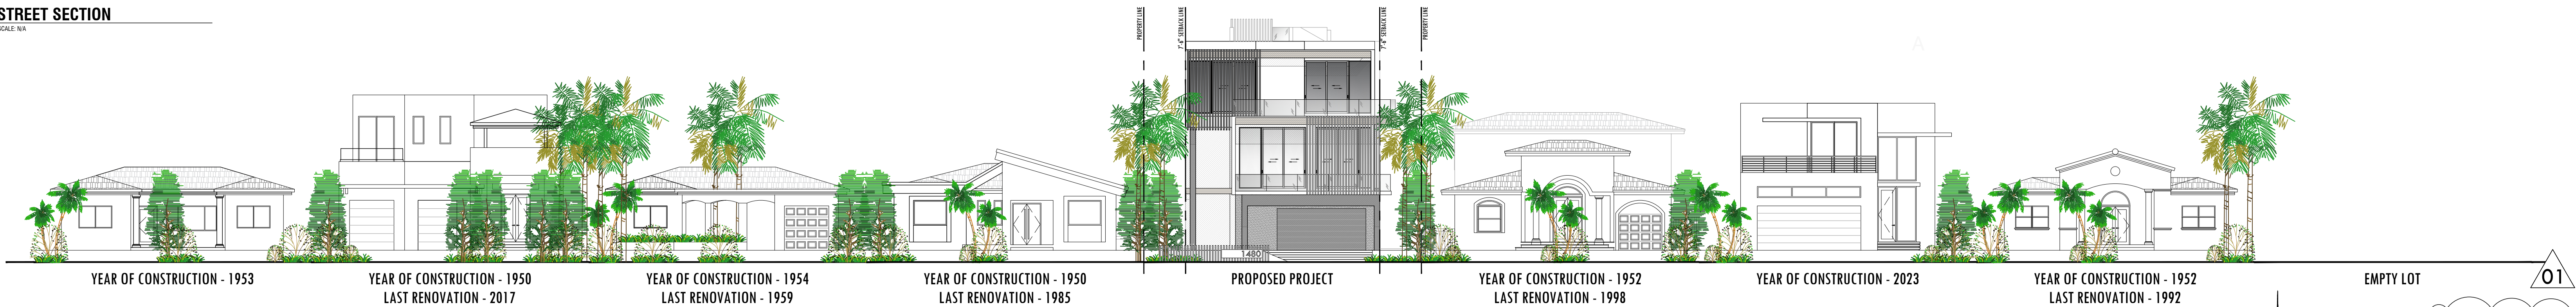 STREET SECTION
SCALE: N/A
PROPERTY LINE
7'-6" SETBACK LINE
7'-6" SETBACK LINE
PROPERTY LINE
1480
YEAR OF CONSTRUCTION - 1953
YEAR OF CONSTRUCTION - 1950
LAST RENOVATION - 2017
YEAR OF CONSTRUCTION - 1954
LAST RENOVATION - 1959
YEAR OF CONSTRUCTION - 1950
LAST RENOVATION - 1985
PROPOSED PROJECT
YEAR OF CONSTRUCTION - 1952
LAST RENOVATION - 1998
YEAR OF CONSTRUCTION - 2023
YEAR OF CONSTRUCTION - 1952
LAST RENOVATION - 1992
EMPTY LOT
01